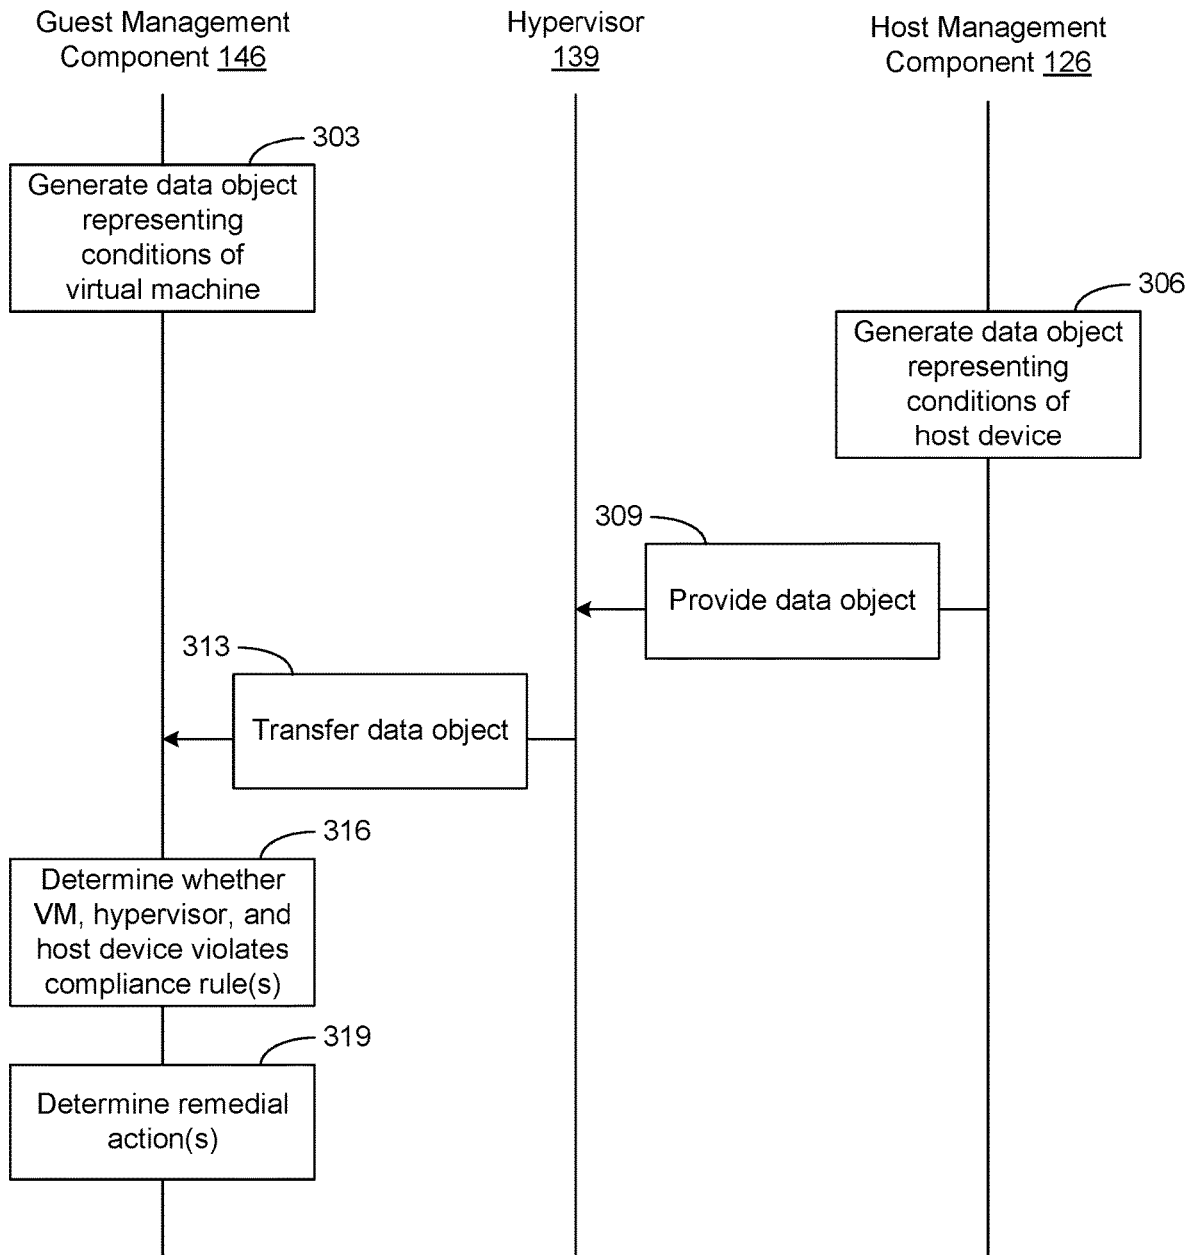 Guest Management
Component 146
Hypervisor
139
Host Management
Component 126
303
Generate data object
representing
conditions of
virtual machine
306
Generate data object
representing
conditions of
host device
309
Provide data object
313
Transfer data object
316
Determine whether
VM, hypervisor, and
host device violates
compliance rule(s)
319
Determine remedial
action(s)